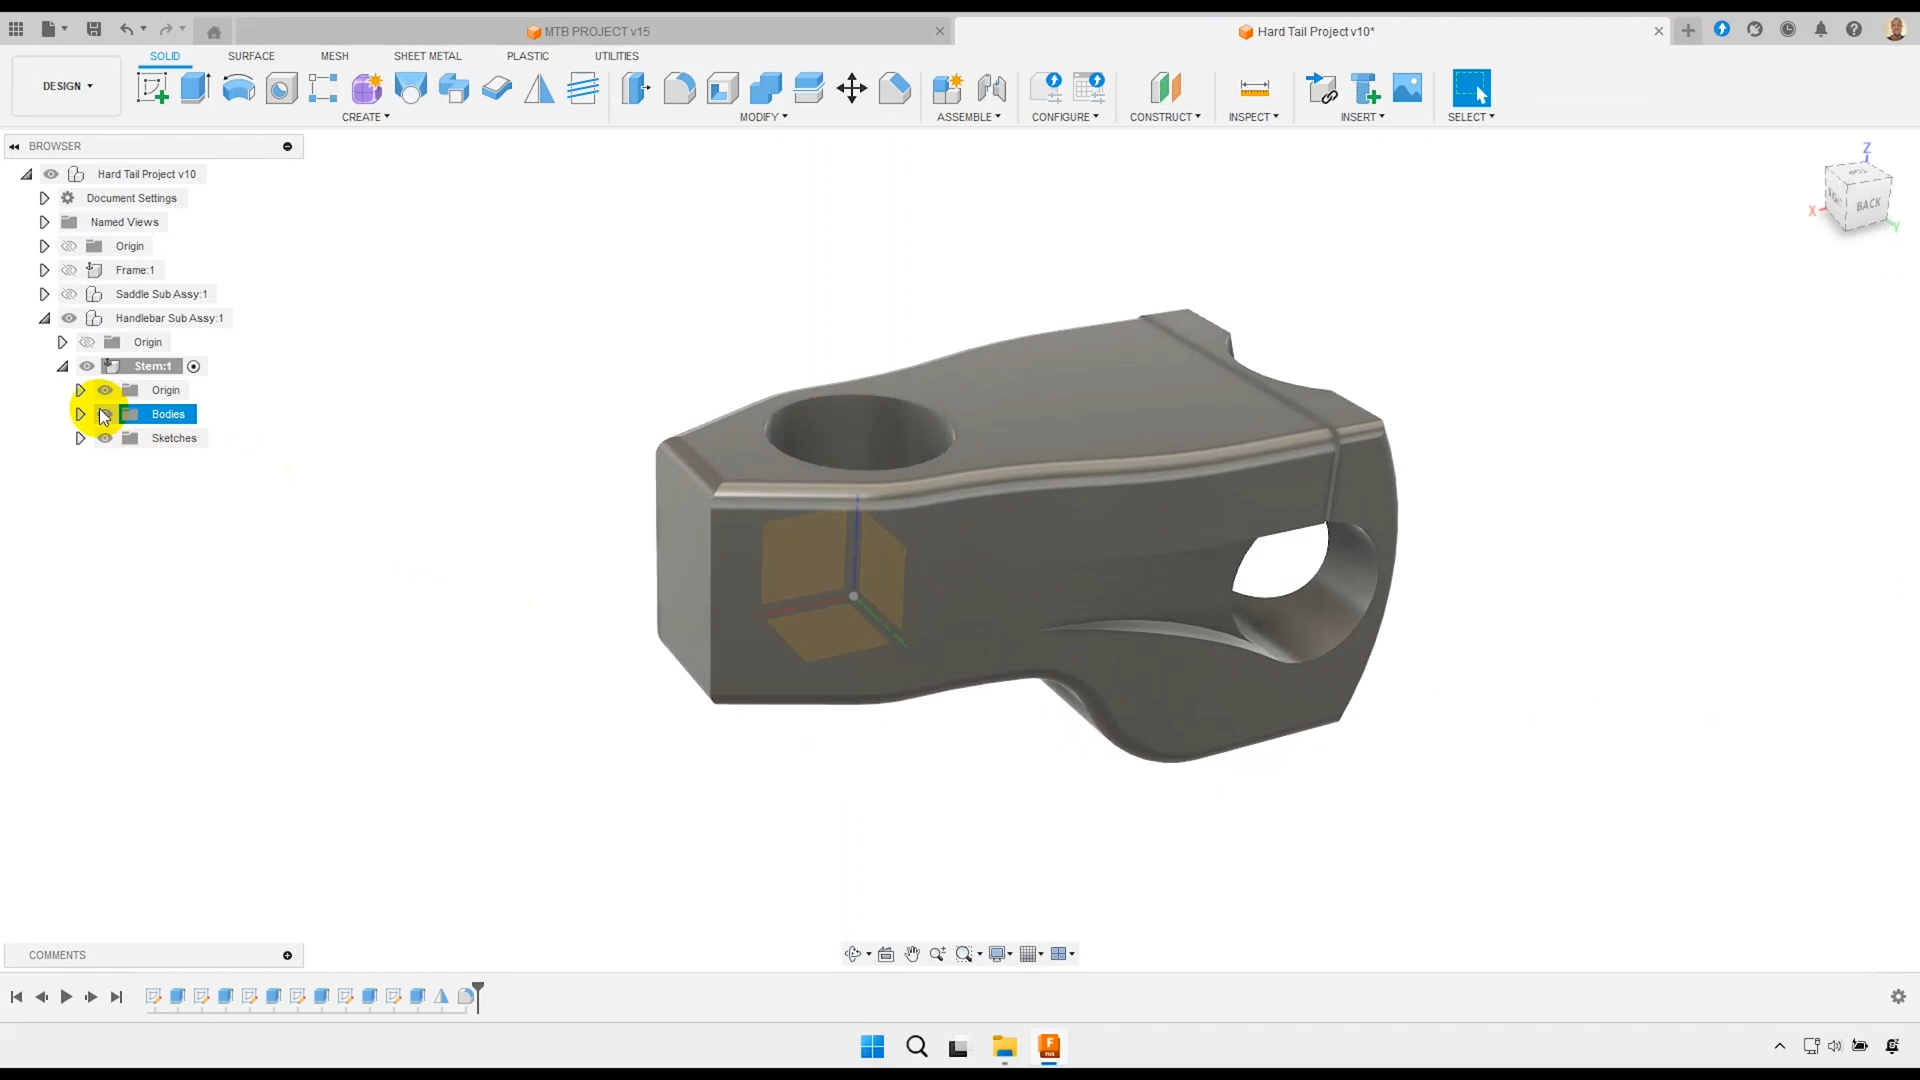 MTB PROJECT v15
Hard Tail Project v10*
SOLID
SURFACE
MESH
SHEET METAL
PLASTIC
UTILITIES
DESIGN
CREATE
MODIFY
ASSEMBLE
CONFIGURE
CONSTRUCT
INSPECT
INSERT
SELECT
BROWSER
Hard Tail Project v10
Document Settings
Named Views
Origin
Frame:1
Saddle Sub Assy:1
Handlebar Sub Assy:1
Origin
Stem:1
Origin
Bodies
Sketches
Z
TOP
BACK
X
Y
COMMENTS
F